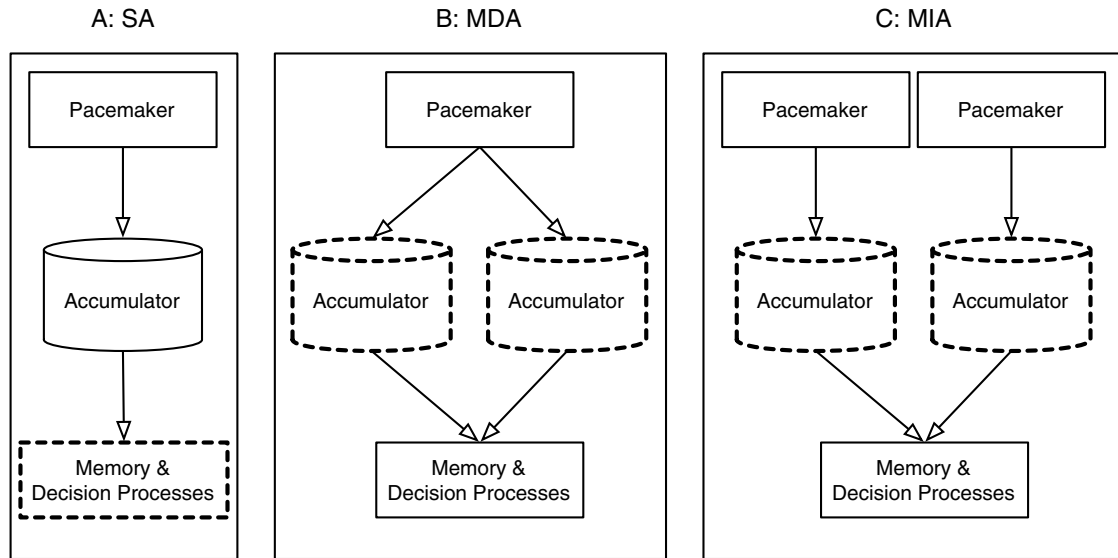 A: SA
Pacemaker
Accumulator
Memory &
Decision Processes
B: MDA
Pacemaker
Accumulator
Accumulator
Memory &
Decision Processes
C: MIA
Pacemaker
Pacemaker
Accumulator
Accumulator
Memory &
Decision Processes